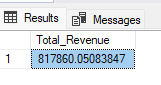 Results Messages
Total_Revenue
1 817860.05083847